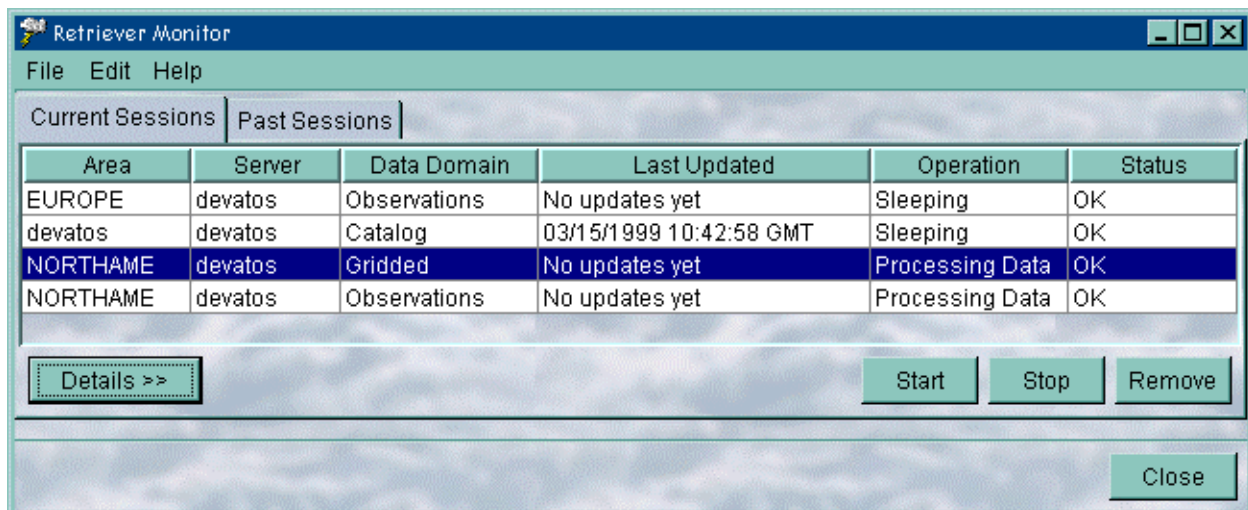 Retriever Monitor
File Edit Help
Current Sessions Past Sessions
Area Server Data Domain Last Updated Operation Status
EUROPE devatos Observations No updates yet Sleeping OK
devatos devatos Catalog 03/15/1999 10:42:58 GMT Sleeping OK
NORTHAME devatos Gridded No updates yet Processing Data OK
NORTHAME devatos Observations No updates yet Processing Data OK
Details >> Start Stop Remove
Close